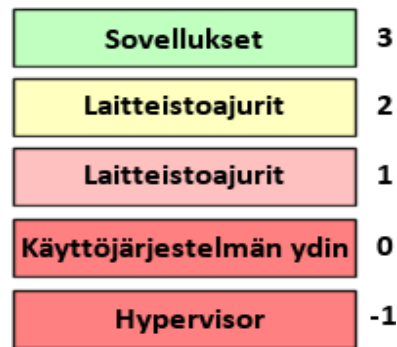 Sovellukset 3
Laitteistoajurit 2
Laitteistoajurit 1
Käyttöjärjestelmän ydin 0
Hypervisor -1